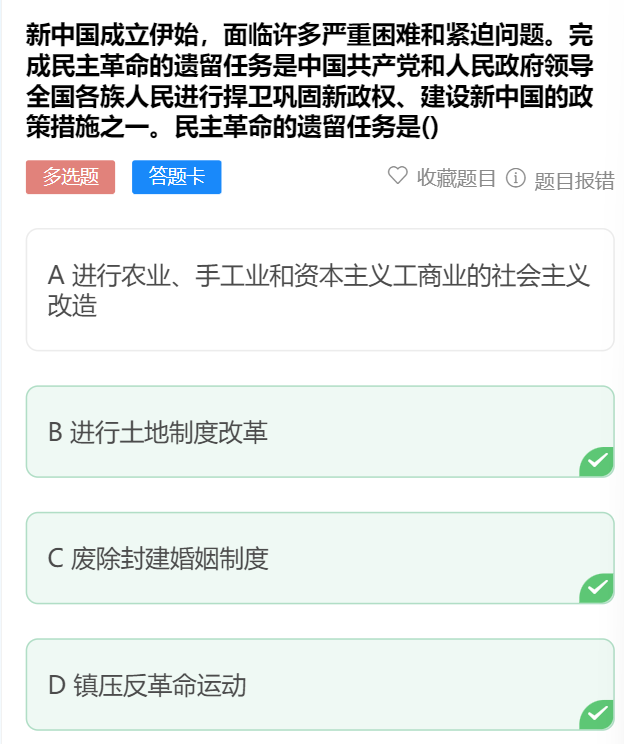 新中国成立伊始，面临许多严重困难和紧迫问题。完
成民主革命的遗留任务是中国共产党和人民政府领导
全国各族人民进行捍卫巩固新政权、建设新中国的政
策措施之一。民主革命的遗留任务是()
多选题 答题卡 收藏题目 题目报错
A 进行农业、手工业和资本主义工商业的社会主义
改造
B 进行土地制度改革
C 废除封建婚姻制度
D 镇压反革命运动